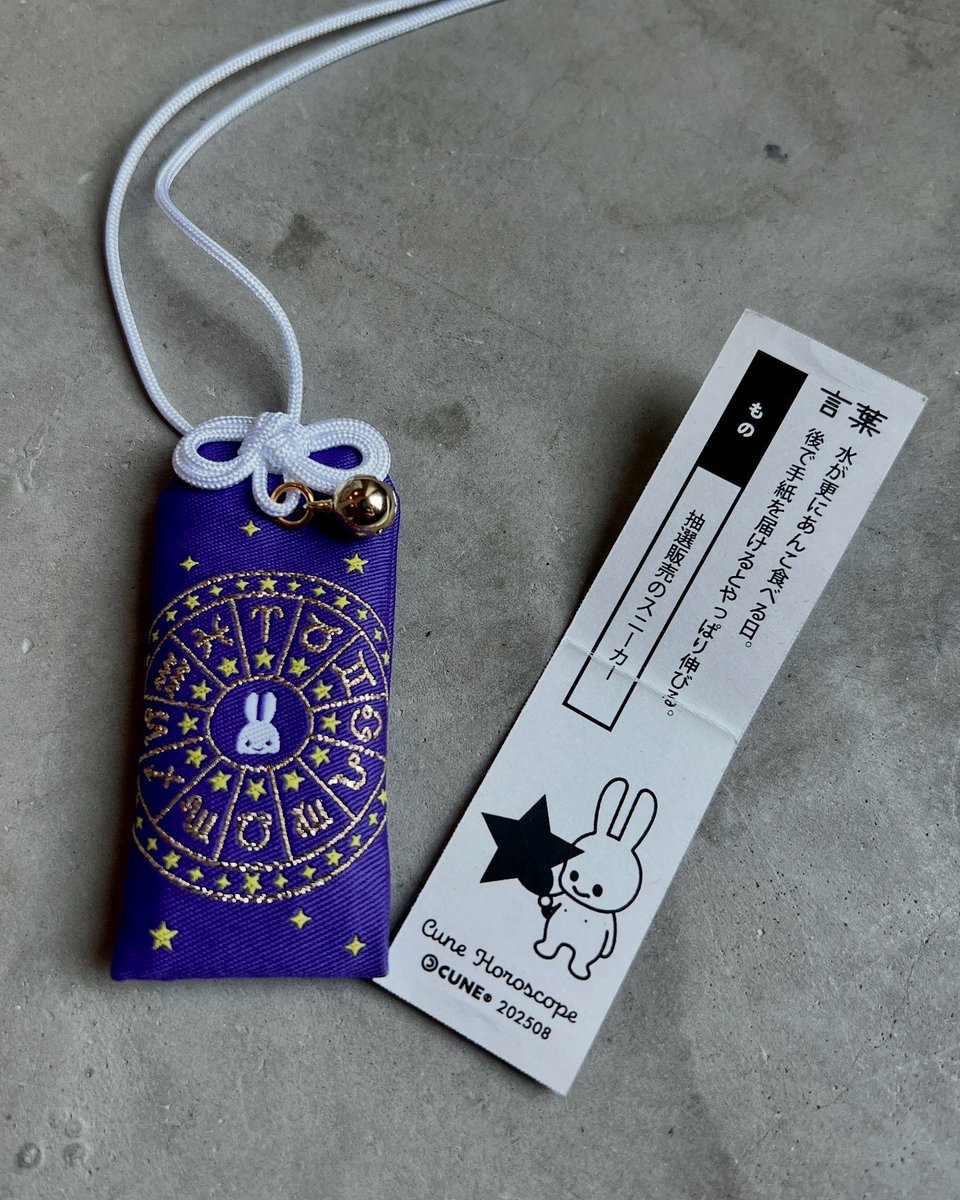 言葉
水が更にあんこ食べる日。
後で手紙を届けるとやっぱり伸びる。
もの
抽選販売のスニーカー
Cune Horoscope
CUNE® 202508